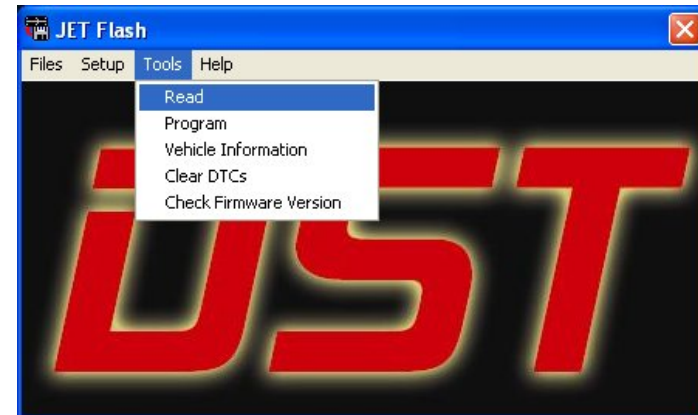 JET Flash
Files Setup Tools Help
Read
Program
Vehicle Information
Clear DTCs
Check Firmware Version
DST